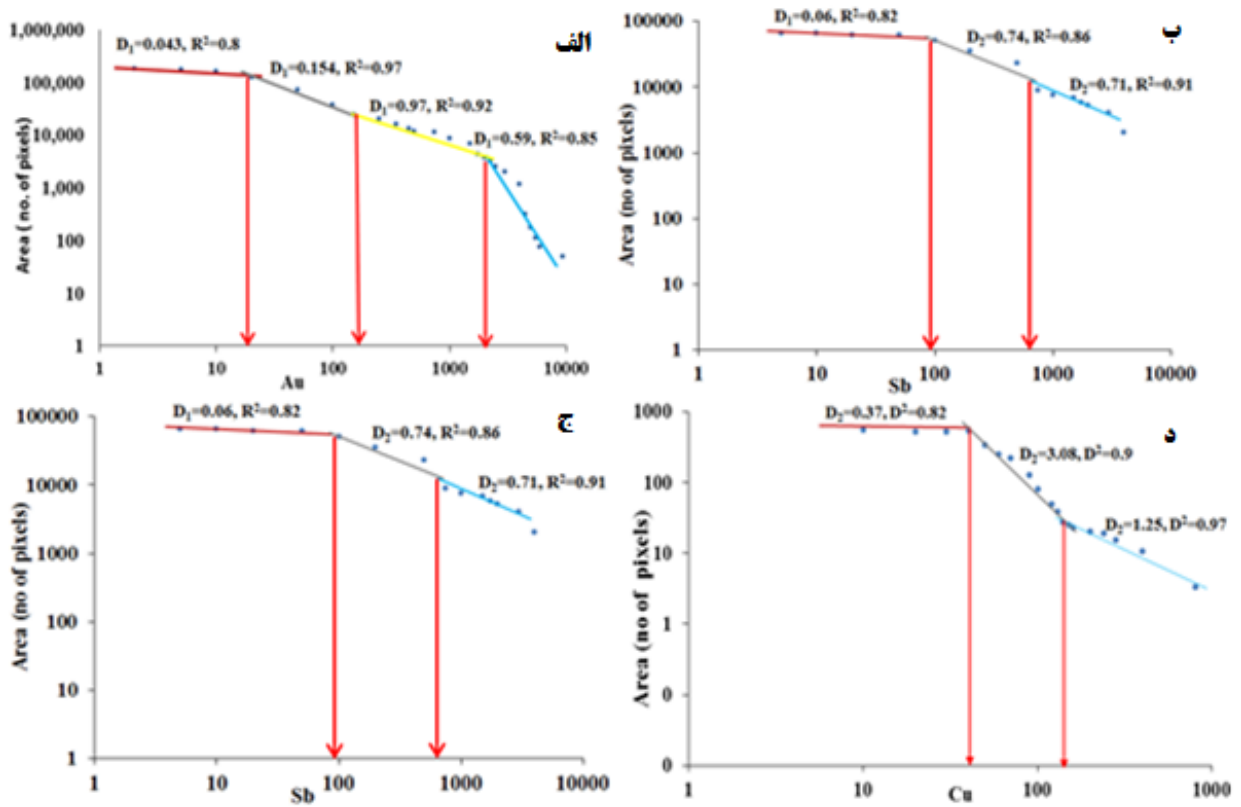 الف
D₁=0.043, R²=0.8
D₁=0.154, R²=0.97
D₁=0.97, R²=0.92
D₁=0.59, R²=0.85
Area ( no. of pixels)
1,000,000
100,000
10,000
1,000
100
10
1
1 10 100 1000 10000
Au
ب
D₁=0.06, R²=0.82
D₂=0.74, R²=0.86
D₂=0.71, R²=0.91
Area (no of pixels)
100000
10000
1000
100
10
1
1 10 100 1000 10000
Sb
ج
D₁=0.06, R²=0.82
D₂=0.74, R²=0.86
D₂=0.71, R²=0.91
Area (no of pixels)
100000
10000
1000
100
10
1
1 10 100 1000 10000
Sb
د
D₂=0.37, D²=0.82
D₂=3.08, D²=0.9
D₂=1.25, D²=0.97
Area (no of pixels)
1000
100
10
1
0
0
1 10 100 1000
Cu